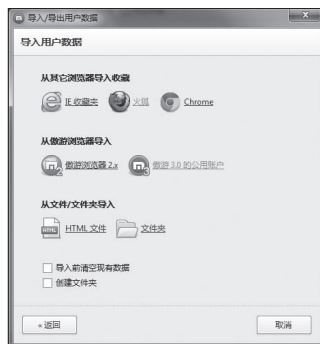 导入/导出用户数据
导入用户数据
从其它浏览器导入收藏
IE 收藏夹 火狐 Chrome
从傲游浏览器导入
傲游浏览器 2.x 傲游 3.0 的公用账户
从文件/文件夹导入
HTML HTML 文件 文件夹
导入前清空现有数据
创建文件夹
«返回 取消